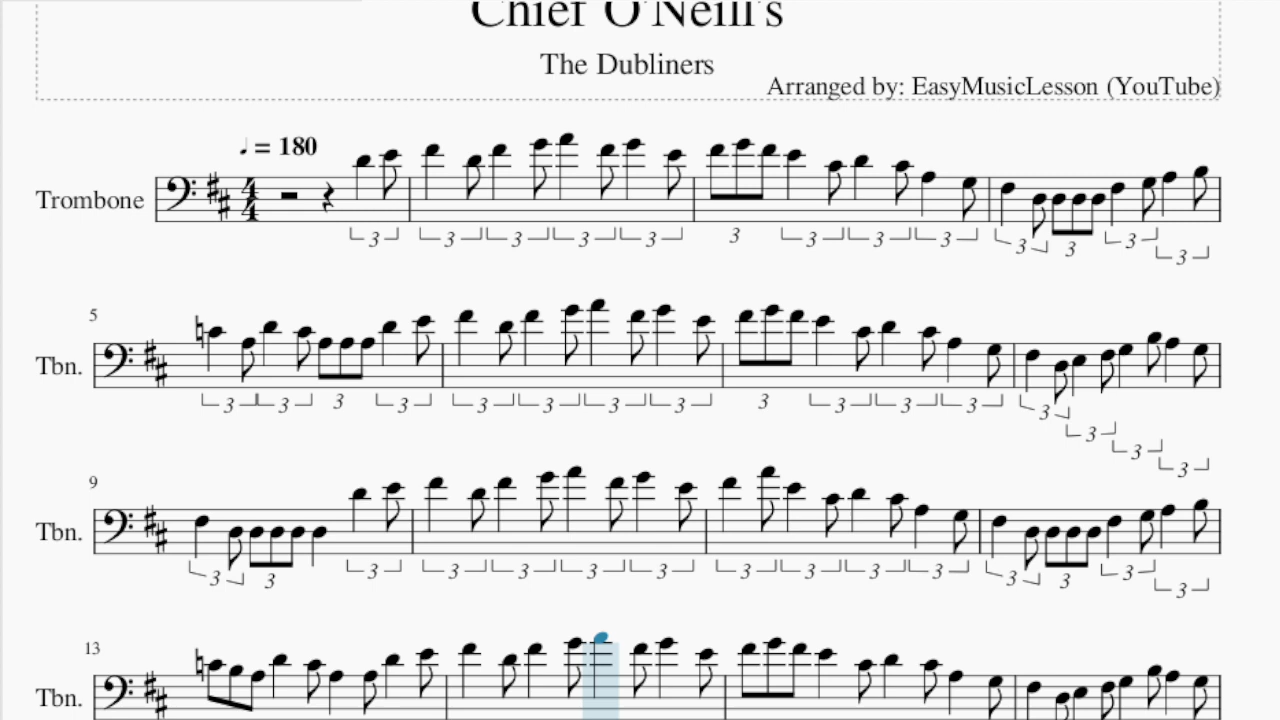 Chief O'Neill's
The Dubliners
Arranged by: EasyMusicLesson (YouTube)
♩ = 180
Trombone
4
4
3 3 3 3 3 3 3 3 3 3 3 3 3
5
Tbn.
3 3 3 3 3 3 3 3 3 3 3 3 3 3 3 3
9
Tbn.
3 3 3 3 3 3 3 3 3 3 3 3 3 3 3
13
Tbn.